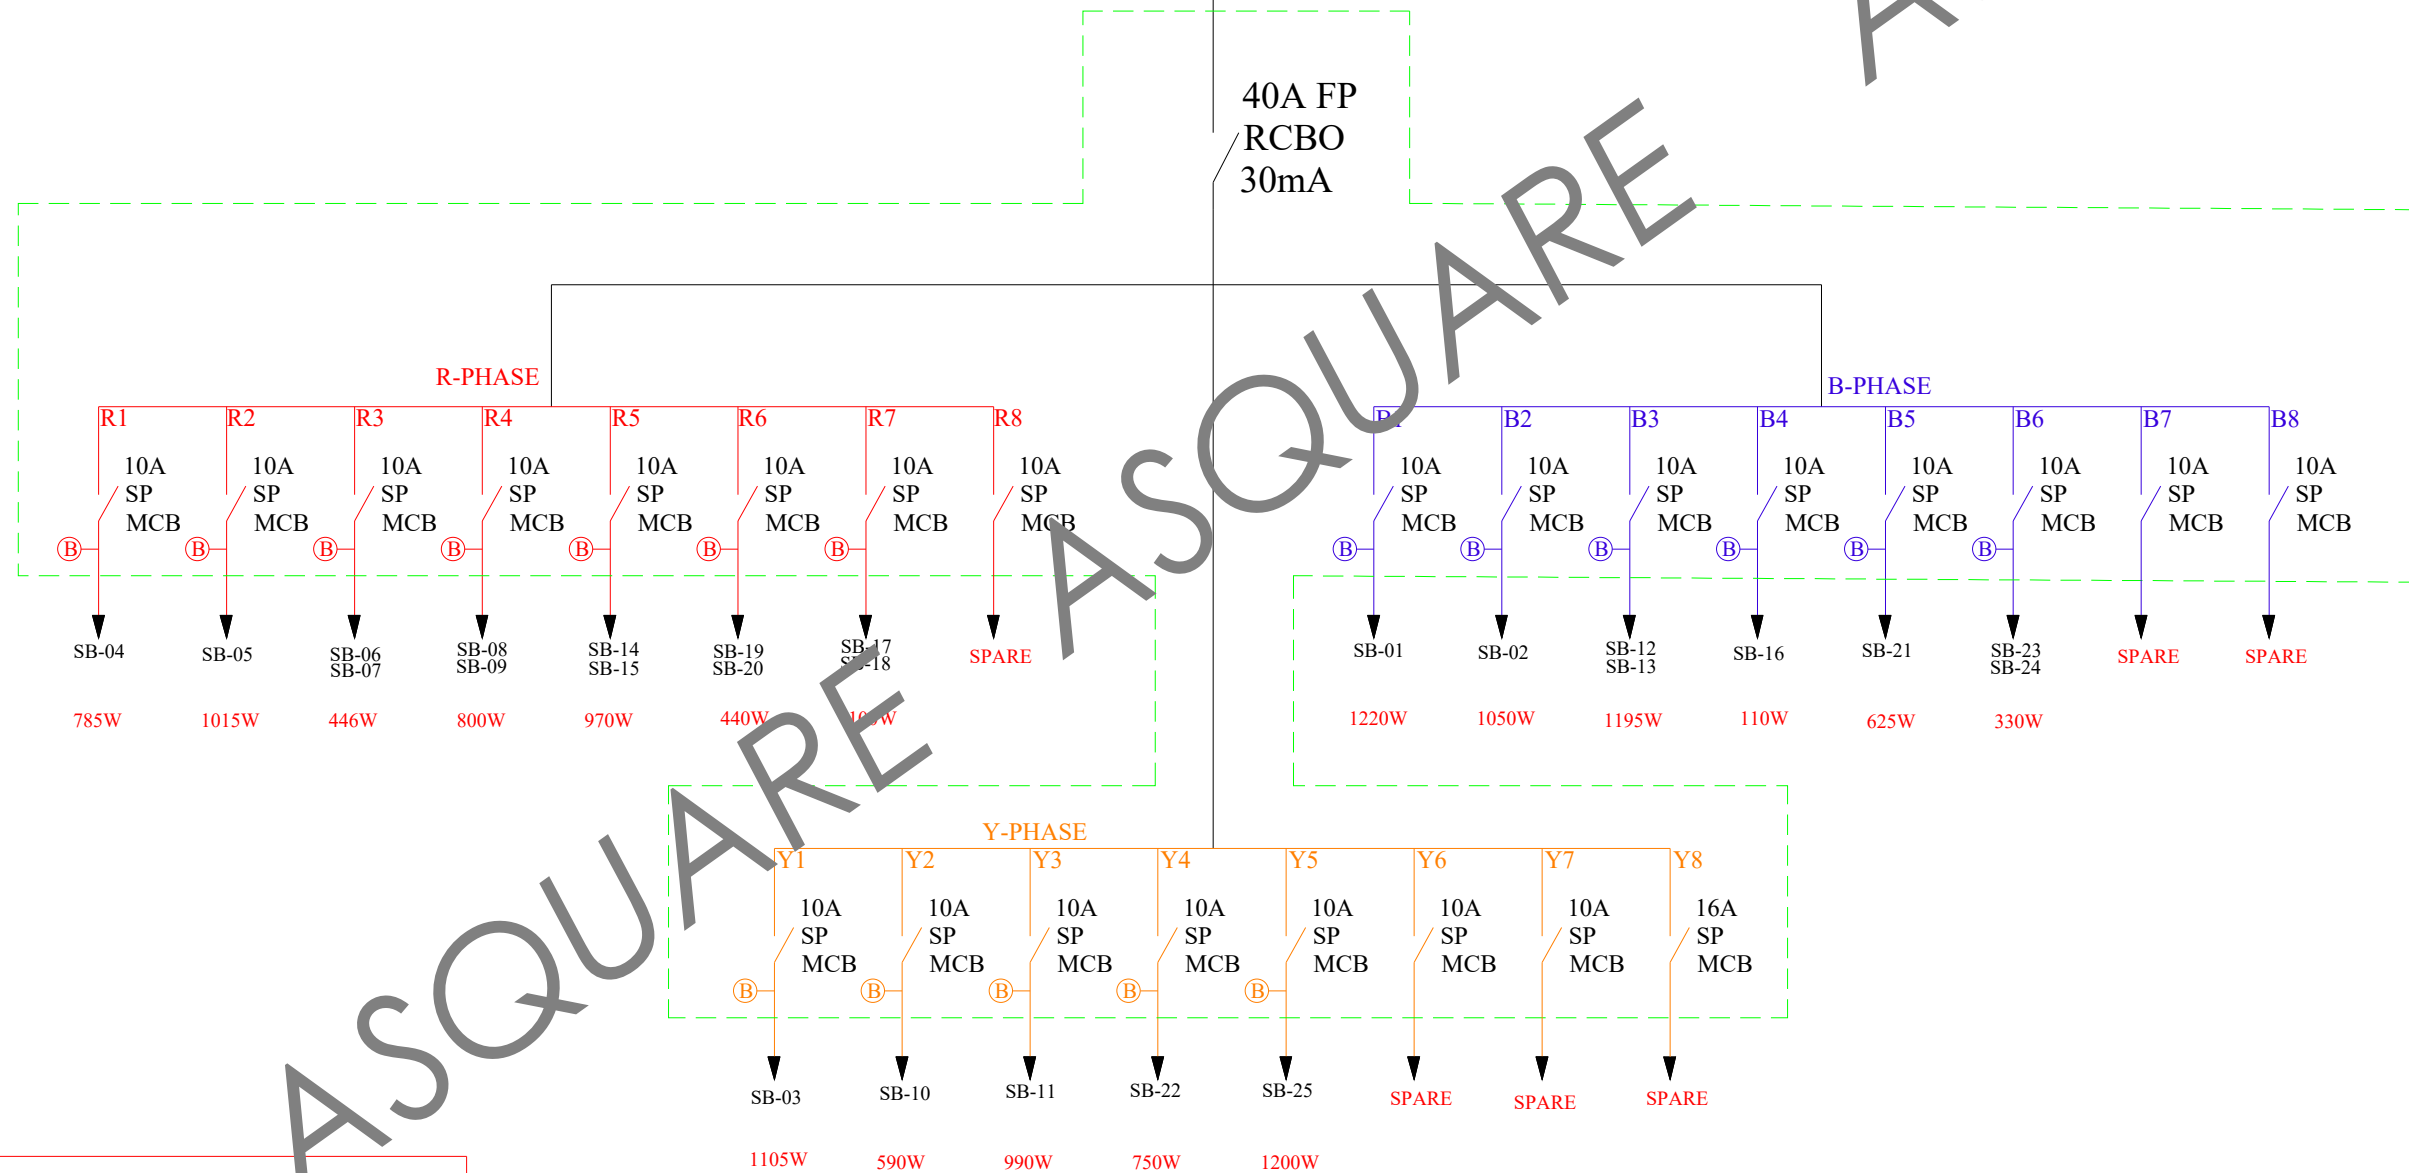 40A FP
RCBO
30mA
R-PHASE
B-PHASE
R1 R2 R3 R4 R5 R6 R7 R8
B2 B3 B4 B5 B6 B7 B8
10A 10A 10A 10A 10A 10A 10A 10A 10A 10A 10A 10A 10A 10A 10A 10A
SP SP SP SP SP SP SP SP SP SP SP SP SP SP SP SP
MCB MCB MCB MCB MCB MCB MCB MCB MCB MCB MCB MCB MCB MCB MCB MCB
B B B B B B B B B B B B B
SB-04 SB-05 SB-06 SB-08 SB-14 SB-19 SB-17 SPARE SB-01 SB-02 SB-12 SB-16 SB-21 SB-23 SPARE SPARE
SB-07 SB-09 SB-15 SB-20 SB-18 SB-13 SB-24
785W 1015W 446W 800W 970W 440W 1220W 1050W 1195W 110W 625W 330W
Y-PHASE
Y1 Y2 Y3 Y4 Y5 Y6 Y7 Y8
10A 10A 10A 10A 10A 10A 10A 16A
SP SP SP SP SP SP SP SP
MCB MCB MCB MCB MCB MCB MCB MCB
B B B B B
SB-03 SB-10 SB-11 SB-22 SB-25 SPARE SPARE SPARE
1105W 590W 990W 750W 1200W
ASQUARE
ASQUARE
A